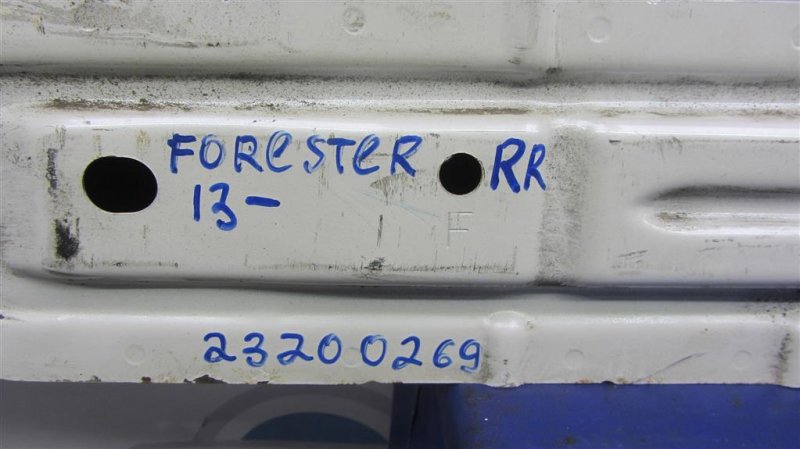 FOReSTeR RR
13-
F
23200269